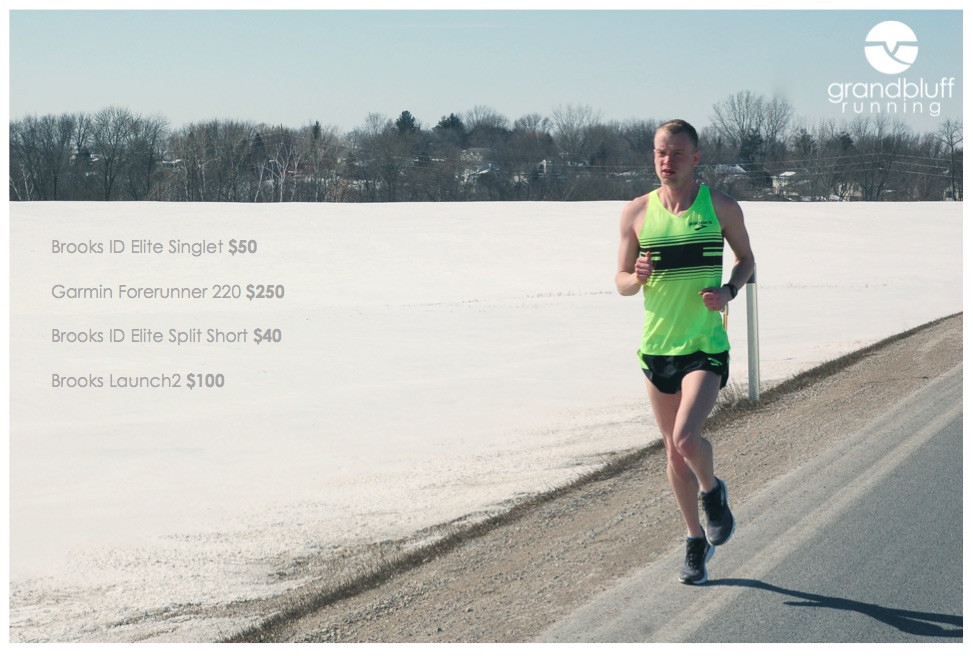 grandbluff
running
Brooks ID Elite Singlet $50
Garmin Forerunner 220 $250
Brooks ID Elite Split Short $40
Brooks Launch2 $100